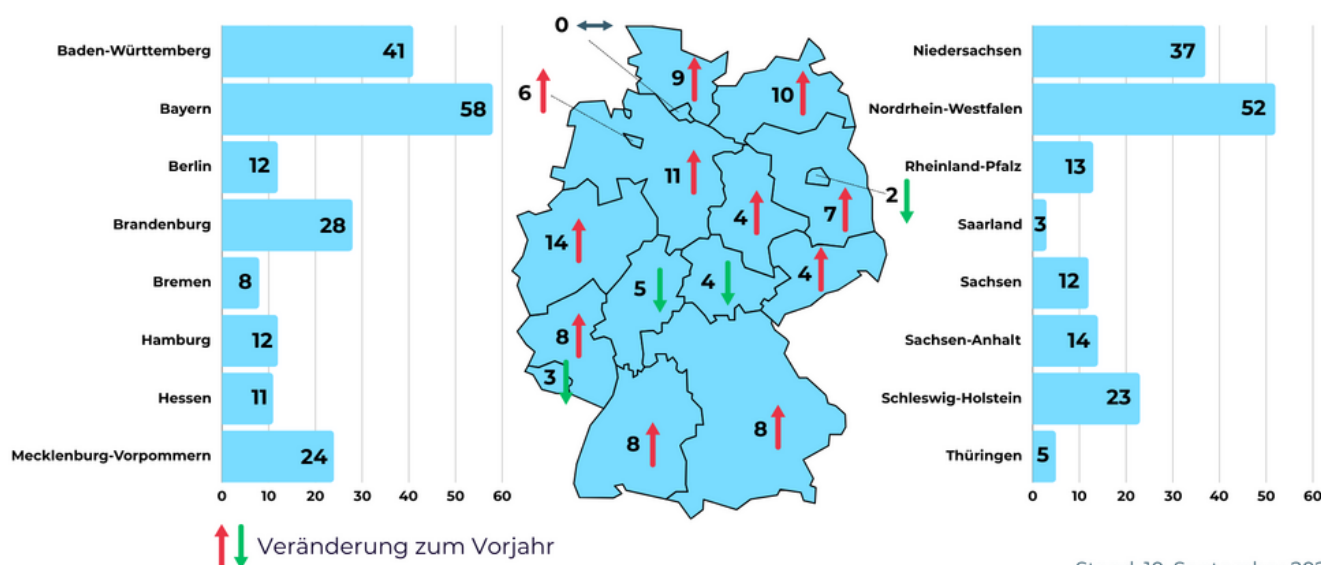 Baden-Württemberg 41
Bayern 58
Berlin 12
Brandenburg 28
Bremen 8
Hamburg 12
Hessen 11
Mecklenburg-Vorpommern 24
0 10 20 30 40 50 60
0
9
6
10
11
2
4
7
14
4
5
4
8
3
8
8
Niedersachsen 37
Nordrhein-Westfalen 52
Rheinland-Pfalz 13
Saarland 3
Sachsen 12
Sachsen-Anhalt 14
Schleswig-Holstein 23
Thüringen 5
0 10 20 30 40 50 60
Veränderung zum Vorjahr